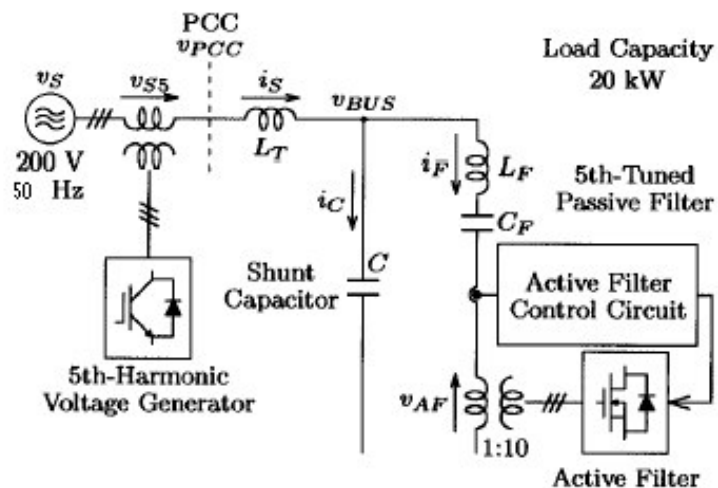 PCC
v_PCC
Load Capacity
20 kW
v_S
v_S5
i_S
v_BUS
L_T
200 V
50 Hz
i_F
L_F
5th-Tuned
Passive Filter
i_C
C_F
C
Shunt
Capacitor
Active Filter
Control Circuit
5th-Harmonic
Voltage Generator
v_AF
1:10
Active Filter